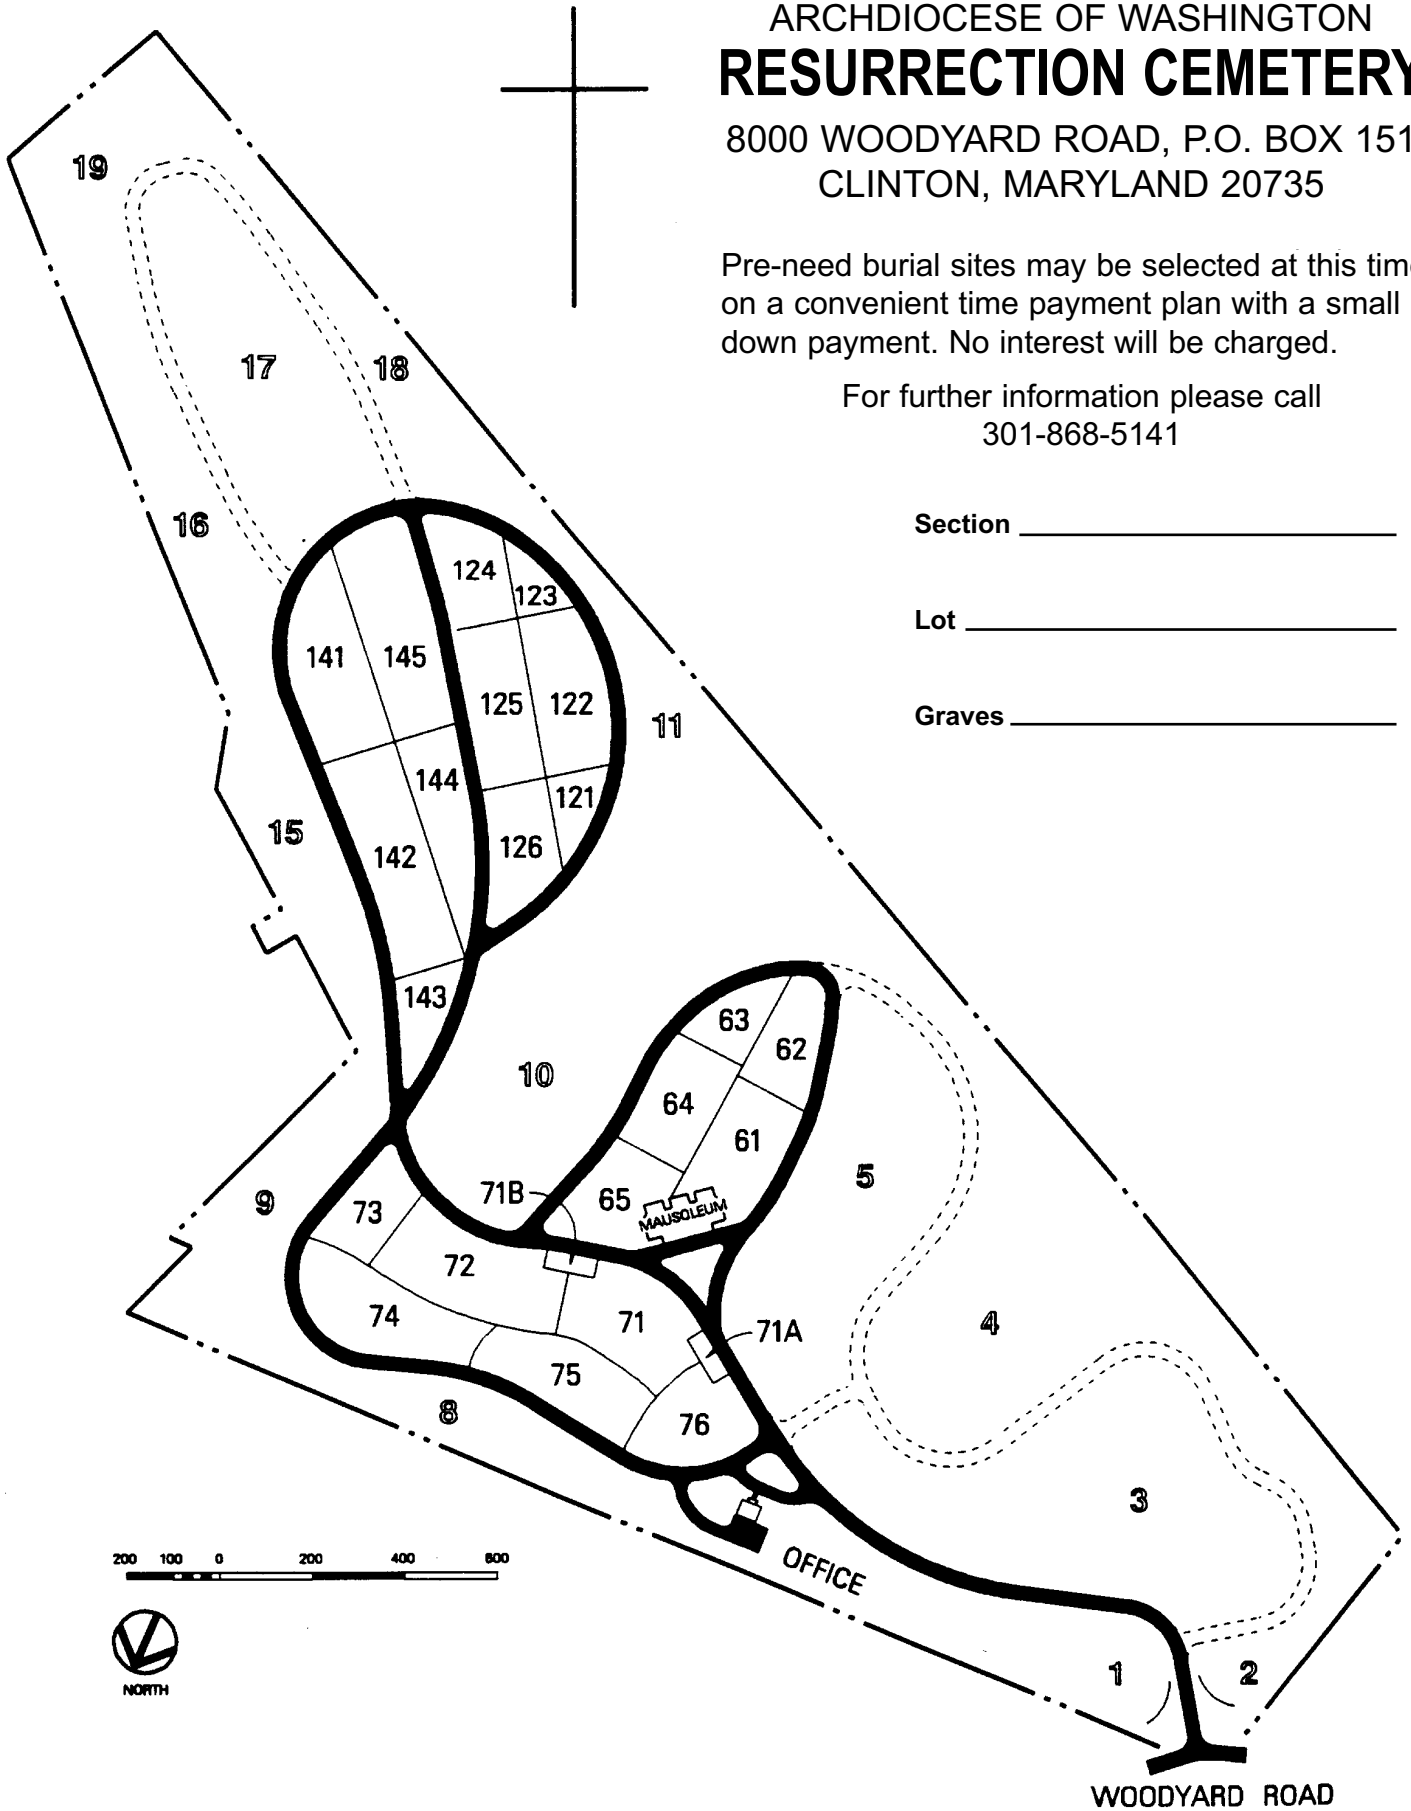 ARCHDIOCESE OF WASHINGTON
RESURRECTION CEMETERY
8000 WOODYARD ROAD, P.O. BOX 151
CLINTON, MARYLAND 20735
Pre-need burial sites may be selected at this time
on a convenient time payment plan with a small
down payment. No interest will be charged.
For further information please call
301-868-5141
Section
Lot
Graves
19
17
18
16
124
123
141
145
125
122
11
144
121
15
142
126
143
63
62
10
64
61
5
71B
65
MAUSOLEUM
9
73
72
74
71
71A
4
75
8
76
3
OFFICE
200 100 0 200 400 600
NORTH
1
2
WOODYARD ROAD